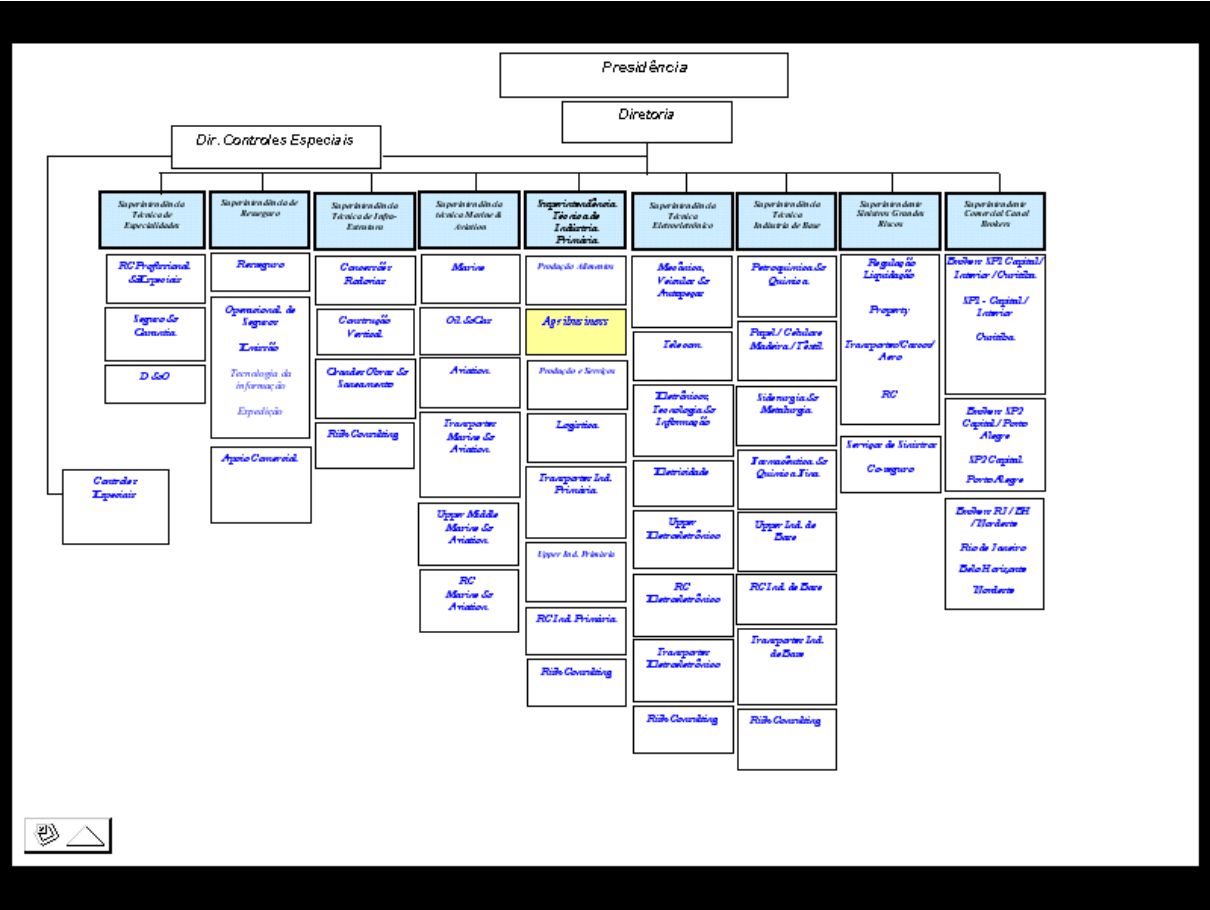 Presidência
Diretoria
Dir. Controles Especiais
Superintendência
Técnica de
Especialidades
Superintendência de
Resseguro
Superintendência
Técnica de Infra-
Estrutura
Superintendência
técnica Marine &
Aviation
Superintendência
Técnica de
Indústria
Primária
Superintendência
Técnica
Eletroeletrônico
Superintendência
Técnica
Indústria de Base
Superintendente
Sinistros Grandes
Riscos
Superintendente
Comercial Canal
Brokers
RC Profissional
& Especiais
Seguro &
Garantia
D & O
Controles
Especiais
Resseguro
Operacional de
Seguros
Emissão
Tecnologia da
informação
Expedição
Apoio Comercial
Concessões
Rodovias
Construção
Vertical
Grandes Obras &
Saneamento
Risk Consulting
Marine
Oil & Gas
Aviation
Transportes
Marine &
Aviation
Upper Middle
Marine &
Aviation
RC
Marine &
Aviation
Produção Alimentos
Agribusiness
Produção e Serviços
Logística
Transportes Ind.
Primária
Upper Ind. Primária
RC Ind. Primária
Risk Consulting
Mecânica,
Veicular &
Autopeças
Telecom
Eletrônicos,
Tecnologia &
Informação
Eletricidade
Upper
Eletroeletrônico
RC
Eletroeletrônico
Transportes
Eletroeletrônico
Risk Consulting
Petroquímica &
Química
Papel / Celulose
Madeira / Têxtil
Siderurgia &
Metalurgia
Farmacêutica &
Química Fina
Upper Ind. de
Base
RC Ind. de Base
Transportes Ind.
de Base
Risk Consulting
Regulação
Liquidação
Property
Transportes/Cascos/
Aero
RC
Serviços de Sinistros
Co-seguro
Brokers SP1 Capital /
Interior / Curitiba
SP1 - Capital /
Interior
Curitiba
Brokers SP2
Capital / Porto
Alegre
SP2 Capital
Porto Alegre
Brokers RJ / BH
/ Nordeste
Rio de Janeiro
Belo Horizonte
Nordeste